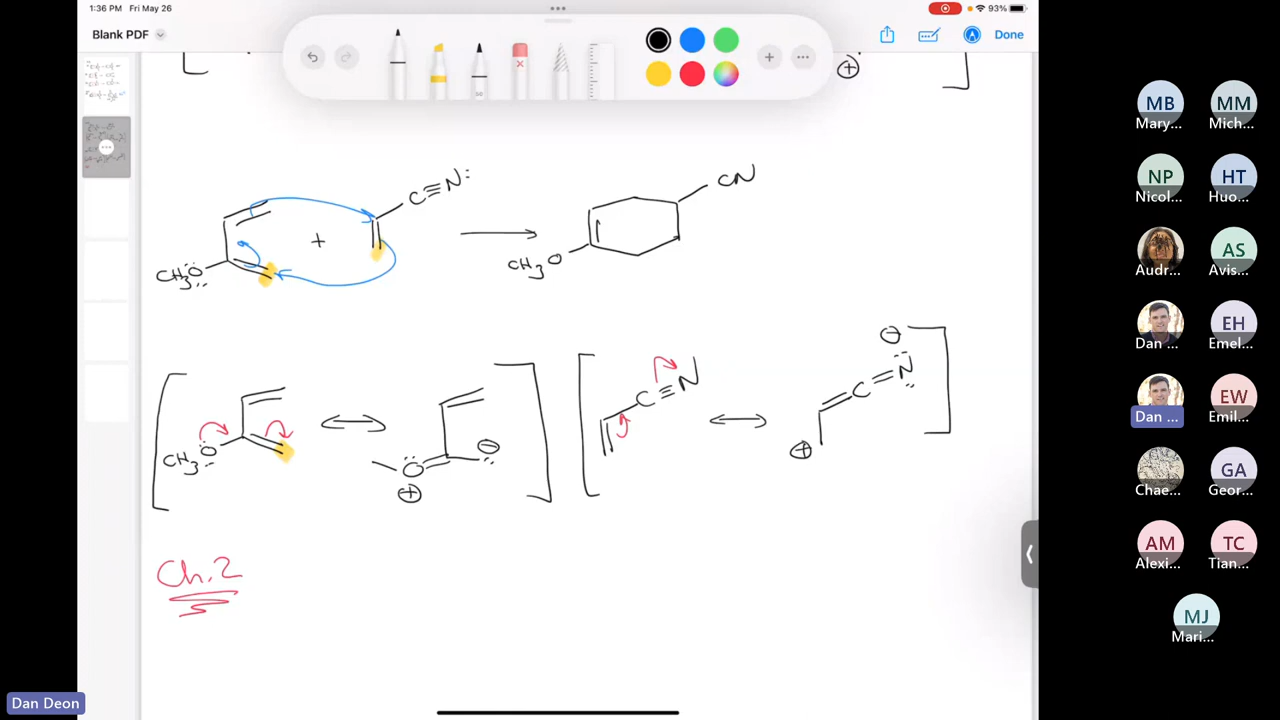 1:36 PM Fri May 26
93%
Blank PDF
Done
⊕
C≡N:
CN
+
CH₃O
CH₃O
⊖
C≡N
C=N
CH₃O
O
⊖
⊕
⊕
Ch.2
MB
Mary...
MM
Mich...
NP
Nicol...
HT
Huo...
Audr...
AS
Avis...
Dan ...
EH
Emel...
Dan ...
EW
Emil...
Chae...
GA
Geor...
AM
Alexi...
TC
Tian...
MJ
Mari...
Dan Deon